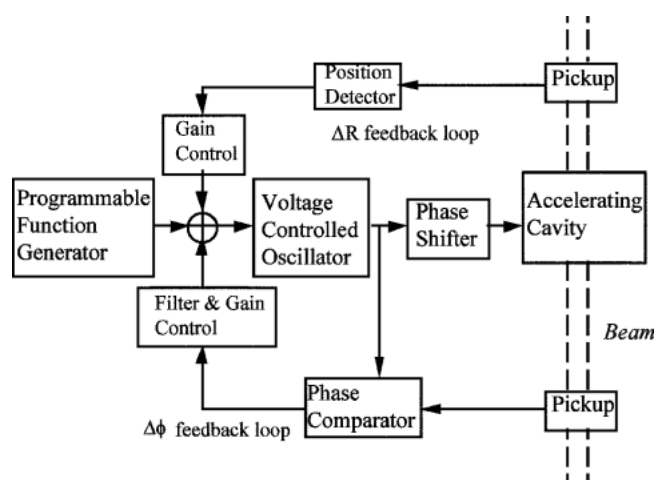 Position
Detector
Pickup
ΔR feedback loop
Gain
Control
Programmable
Function
Generator
Voltage
Controlled
Oscillator
Phase
Shifter
Accelerating
Cavity
Filter & Gain
Control
Beam
Phase
Comparator
Pickup
Δϕ feedback loop